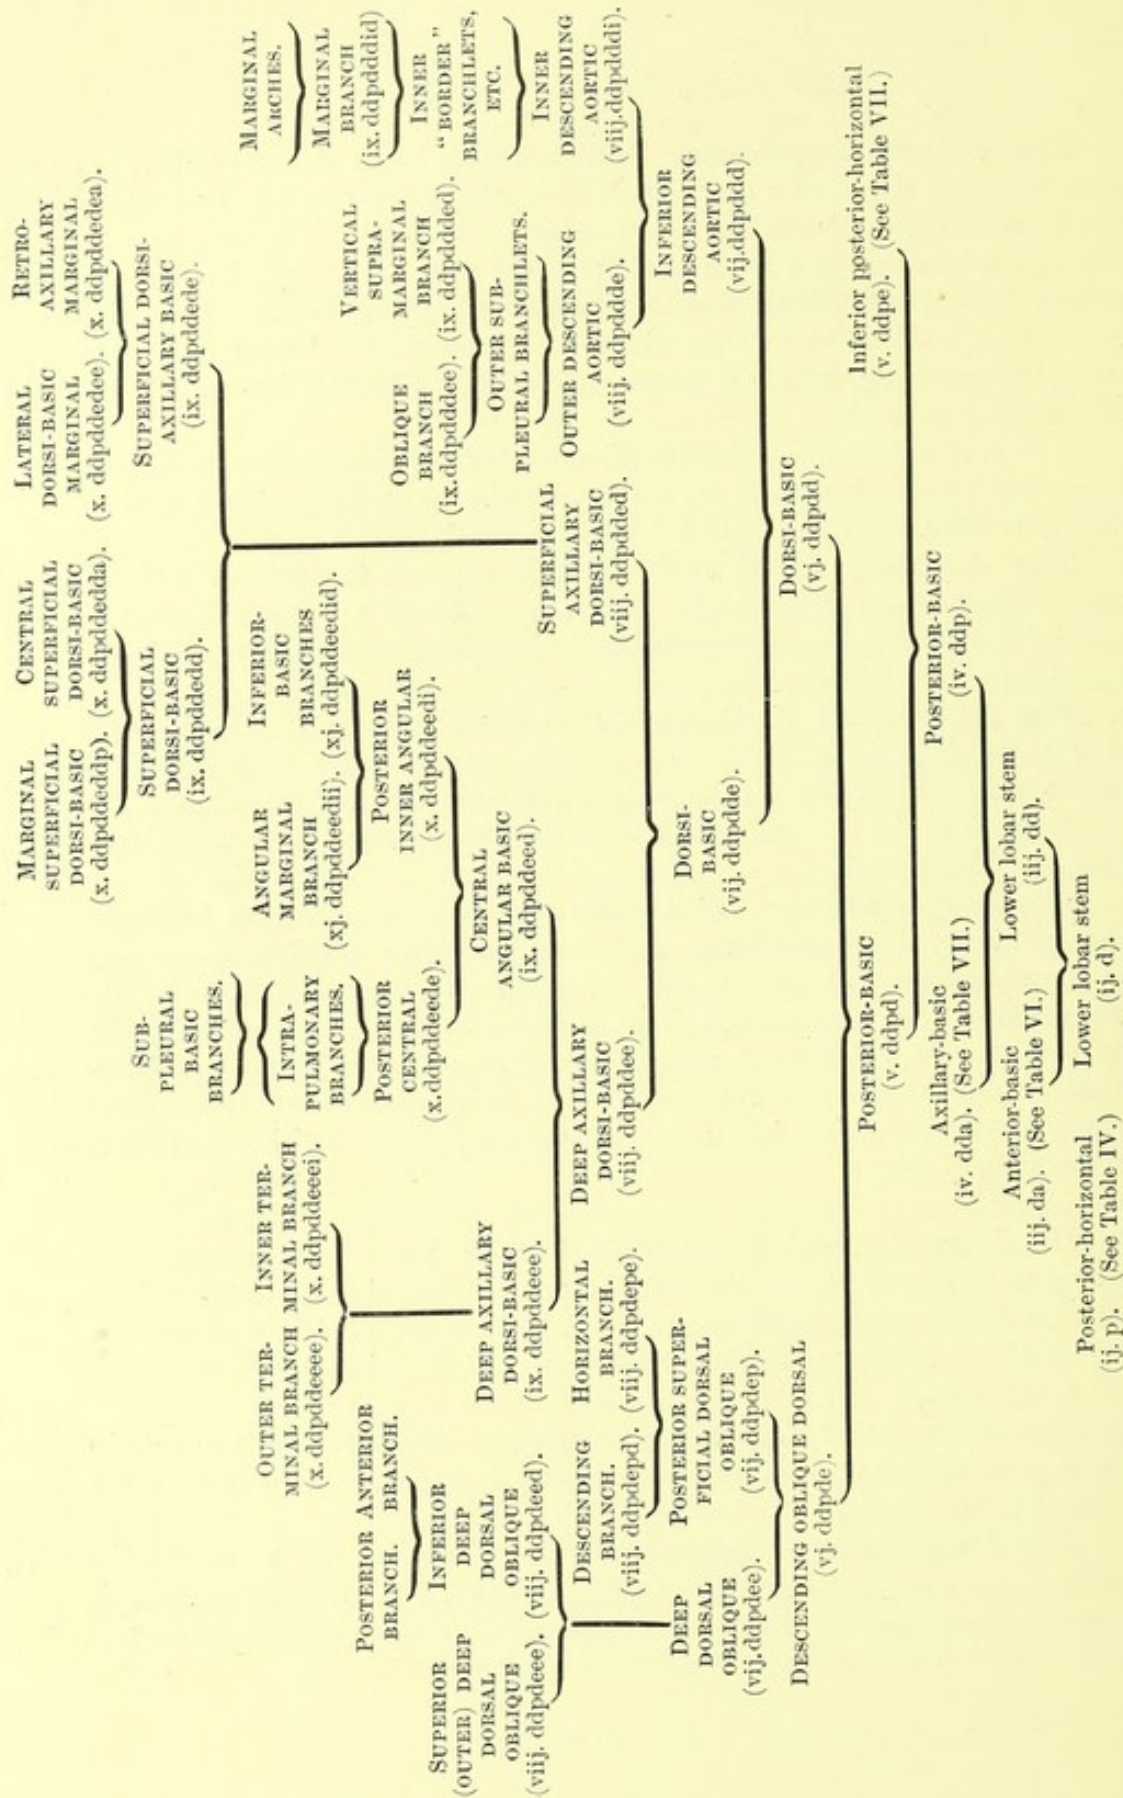 MARGINAL
SUPERFICIAL
DORSI-BASIC
(x. ddpddeddp).
CENTRAL
SUPERFICIAL
DORSI-BASIC
(x. ddpddedda).
LATERAL
DORSI-BASIC
MARGINAL
(x. ddpddedee).
RETRO-
AXILLARY
MARGINAL
(x. ddpddedea).
SUPERFICIAL
DORSI-BASIC
(ix. ddpddedd).
SUPERFICIAL DORSI-
AXILLARY BASIC
(ix. ddpddede).
SUB-
PLEURAL
BASIC
BRANCHES.
MARGINAL
ARCHES.
OUTER TER-
MINAL BRANCH
(x. ddpddeeee).
INNER TER-
MINAL BRANCH
(x. ddpddeeei).
INTRA-
PULMONARY
BRANCHES.
ANGULAR
MARGINAL
BRANCH
(xj. ddpddeedii).
INFERIOR-
BASIC
BRANCHES
(xj. ddpddeedid).
MARGINAL
BRANCH
(ix. ddpdddid)
POSTERIOR
BRANCH.
ANTERIOR
BRANCH.
POSTERIOR
CENTRAL
(x. ddpddeede).
POSTERIOR
INNER ANGULAR
(x. ddpddeedi).
OBLIQUE
BRANCH
(ix. ddpdddee).
VERTICAL
SUPRA-
MARGINAL
BRANCH
(ix. ddpddded).
INNER
"BORDER"
BRANCHLETS,
ETC.
SUPERIOR
(OUTER) DEEP
DORSAL
OBLIQUE
(viij. ddpdeee).
INFERIOR
DEEP
DORSAL
OBLIQUE
(viij. ddpdeed).
DEEP AXILLARY
DORSI-BASIC
(ix. ddpddeee).
CENTRAL
ANGULAR BASIC
(ix. ddpddeed).
OUTER SUB-
PLEURAL BRANCHLETS.
DESCENDING
BRANCH.
(viij. ddpdepd).
HORIZONTAL
BRANCH.
(viij. ddpdepe).
DEEP AXILLARY
DORSI-BASIC
(viij. ddpddee).
SUPERFICIAL
AXILLARY
DORSI-BASIC
(viij. ddpdded).
OUTER DESCENDING
AORTIC
(viij. ddpddde).
INNER
DESCENDING
AORTIC
(viij. ddpdddi).
DEEP
DORSAL
OBLIQUE
(vij. ddpdee).
POSTERIOR SUPER-
FICIAL DORSAL
OBLIQUE
(vij. ddpdep).
DORSI-
BASIC
(vij. ddpdde).
INFERIOR
DESCENDING
AORTIC
(vij. ddpddd).
DESCENDING OBLIQUE DORSAL
(vj. ddpde).
DORSI-BASIC
(vj. ddpdd).
POSTERIOR-BASIC
(v. ddpd).
Inferior posterior-horizontal
(v. ddpe). (See Table VII.)
Axillary-basic
(iv. dda). (See Table VII.)
POSTERIOR-BASIC
(iv. ddp).
Anterior-basic
(iij. da). (See Table VI.)
Lower lobar stem
(iij. dd).
Posterior-horizontal
(ij. p). (See Table IV.)
Lower lobar stem
(ij. d).